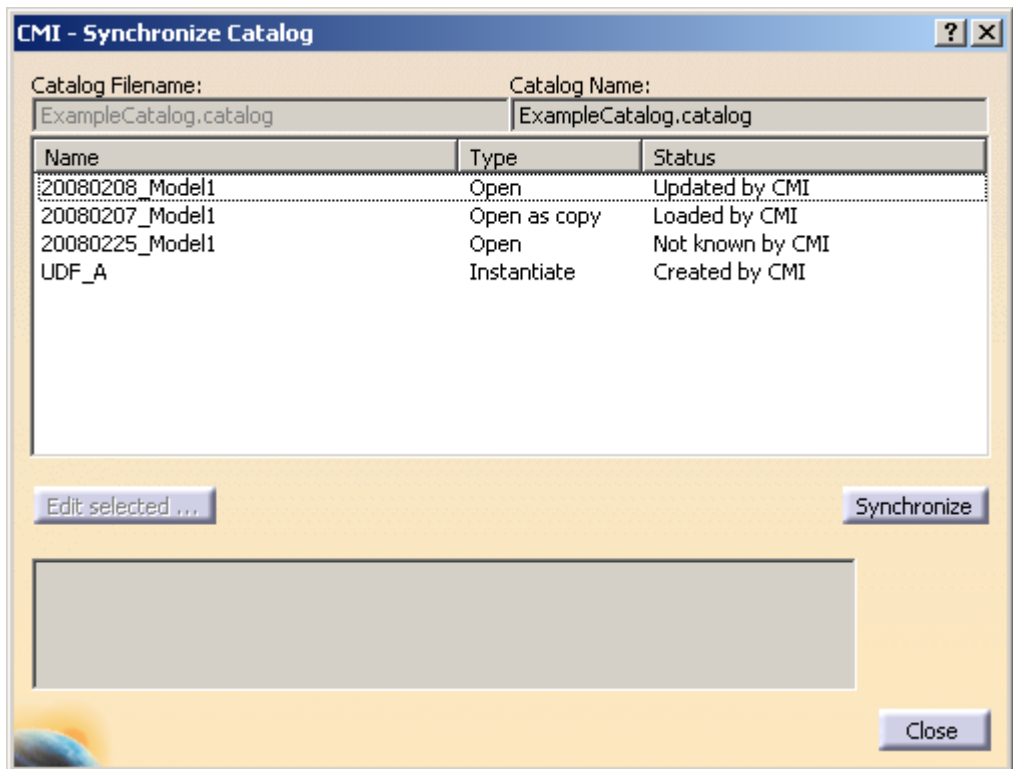 CMI - Synchronize Catalog
Catalog Filename: Catalog Name:
ExampleCatalog.catalog ExampleCatalog.catalog
Name Type Status
20080208_Model1 Open Updated by CMI
20080207_Model1 Open as copy Loaded by CMI
20080225_Model1 Open Not known by CMI
UDF_A Instantiate Created by CMI
Edit selected ... Synchronize
Close